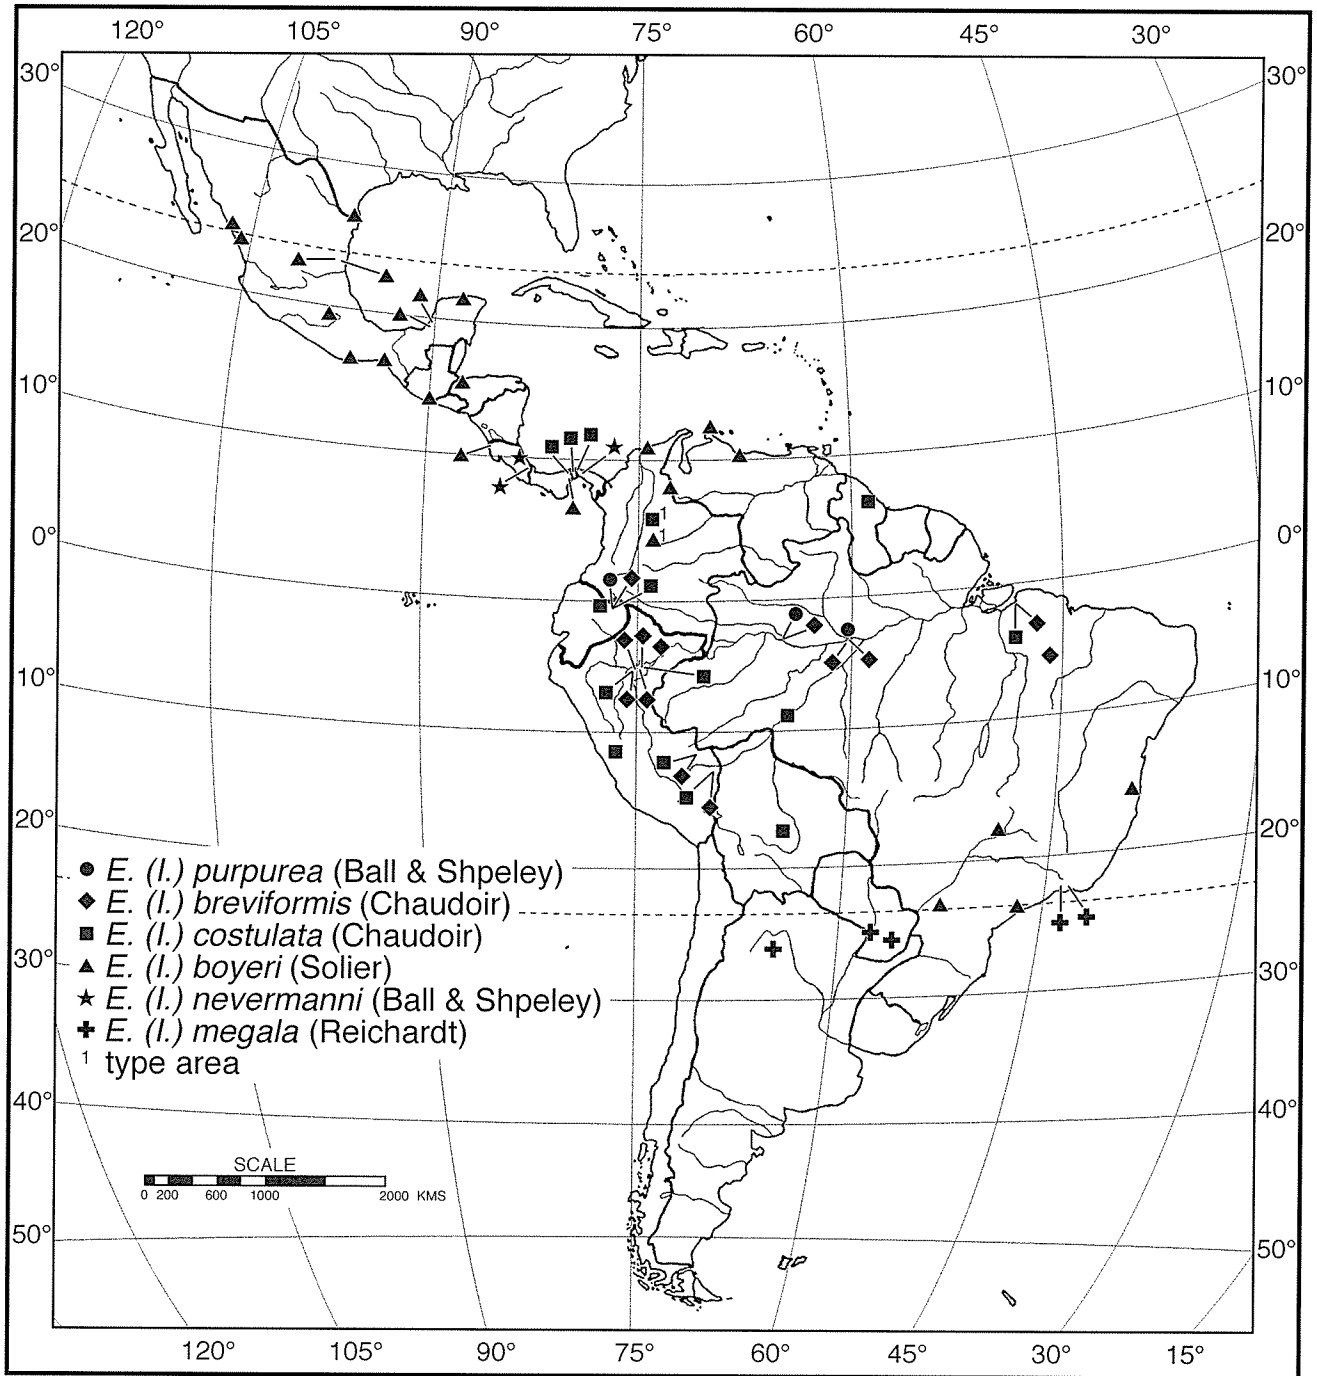 120° 105° 90° 75° 60° 45° 30°
30° 30°
20° 20°
10° 10°
1
1
0° 0°
10° 10°
20° 20°
E. (I.) purpurea (Ball & Shpeley)
E. (I.) breviformis (Chaudoir)
E. (I.) costulata (Chaudoir)
30° 30°
E. (I.) boyeri (Solier)
E. (I.) nevermanni (Ball & Shpeley)
E. (I.) megala (Reichardt)
1 type area
40° 40°
SCALE
0 200 600 1000 2000 KMS
50° 50°
120° 105° 90° 75° 60° 45° 30° 15°